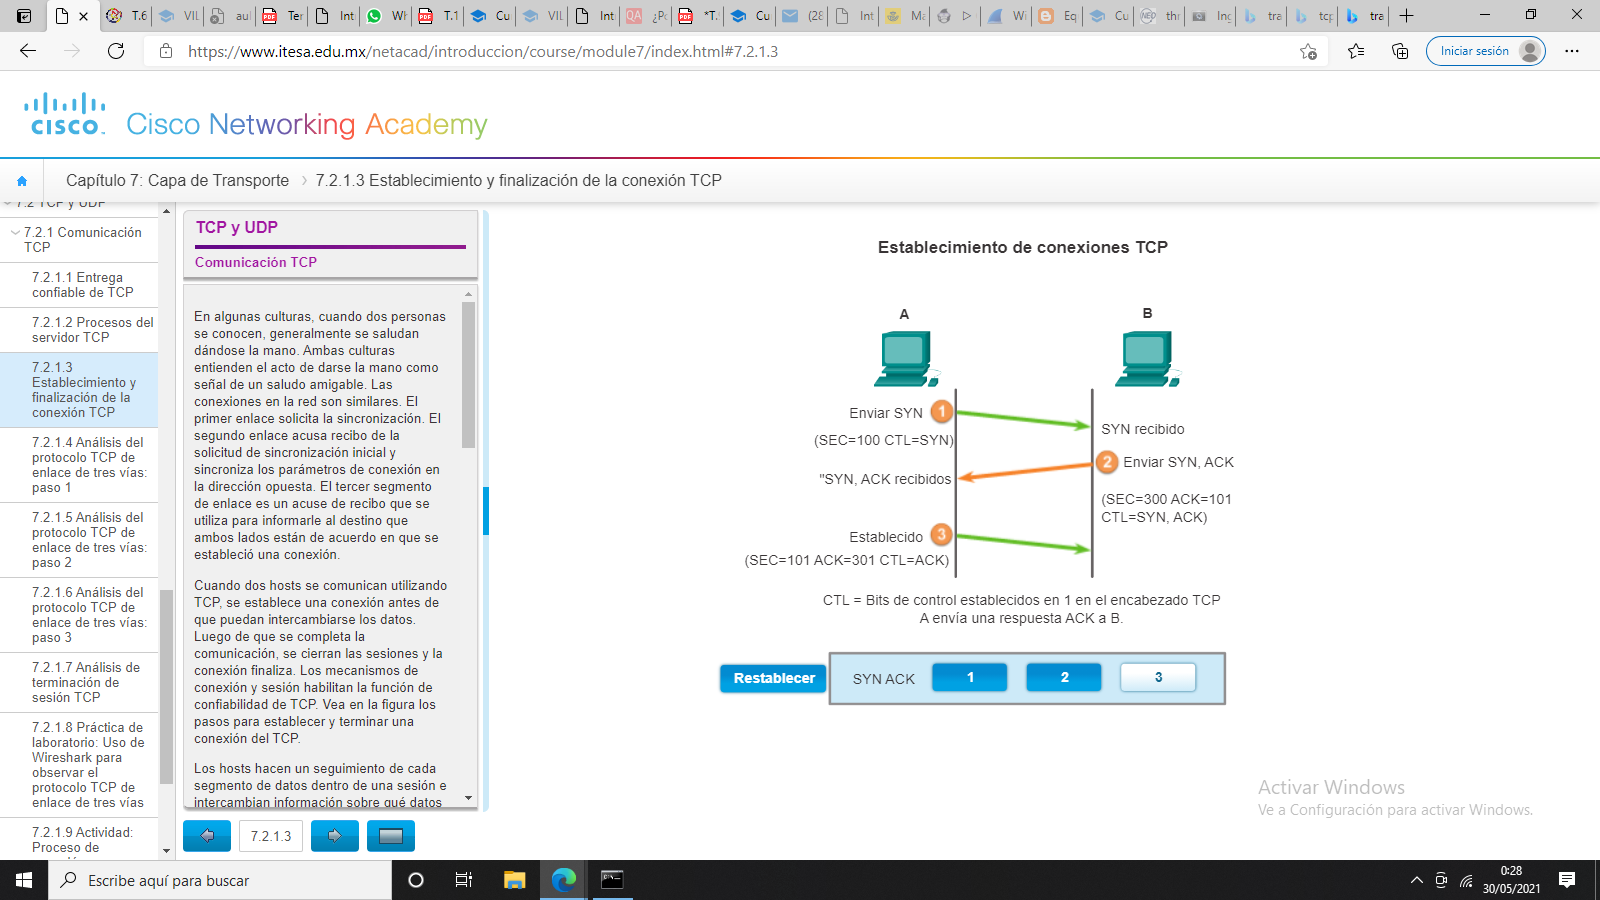 T.6
VIL
au
Ter
Int
Wh
T.1
Cu
VIL
Int
¿Po
*T.
Cu
(28
Int
Ma
Wi
Eq
Cu
thr
Inc
tra
tcp
tra
https://www.itesa.edu.mx/netacad/introduccion/course/module7/index.html#7.2.1.3
Iniciar sesión
CISCO.
Cisco Networking Academy
Capítulo 7: Capa de Transporte
7.2.1.3 Establecimiento y finalización de la conexión TCP
7.2 TCP y UDP
7.2.1 Comunicación
TCP
7.2.1.1 Entrega
confiable de TCP
7.2.1.2 Procesos del
servidor TCP
7.2.1.3
Establecimiento y
finalización de la
conexión TCP
7.2.1.4 Análisis del
protocolo TCP de
enlace de tres vías:
paso 1
7.2.1.5 Análisis del
protocolo TCP de
enlace de tres vías:
paso 2
7.2.1.6 Análisis del
protocolo TCP de
enlace de tres vías:
paso 3
7.2.1.7 Análisis de
terminación de
sesión TCP
7.2.1.8 Práctica de
laboratorio: Uso de
Wireshark para
observar el
protocolo TCP de
enlace de tres vías
7.2.1.9 Actividad:
Proceso de
TCP y UDP
Comunicación TCP
En algunas culturas, cuando dos personas
se conocen, generalmente se saludan
dándose la mano. Ambas culturas
entienden el acto de darse la mano como
señal de un saludo amigable. Las
conexiones en la red son similares. El
primer enlace solicita la sincronización. El
segundo enlace acusa recibo de la
solicitud de sincronización inicial y
sincroniza los parámetros de conexión en
la dirección opuesta. El tercer segmento
de enlace es un acuse de recibo que se
utiliza para informarle al destino que
ambos lados están de acuerdo en que se
estableció una conexión.
Cuando dos hosts se comunican utilizando
TCP, se establece una conexión antes de
que puedan intercambiarse los datos.
Luego de que se completa la
comunicación, se cierran las sesiones y la
conexión finaliza. Los mecanismos de
conexión y sesión habilitan la función de
confiabilidad de TCP. Vea en la figura los
pasos para establecer y terminar una
conexión del TCP.
Los hosts hacen un seguimiento de cada
segmento de datos dentro de una sesión e
intercambian información sobre qué datos
7.2.1.3
Establecimiento de conexiones TCP
A
B
Enviar SYN 1
(SEC=100 CTL=SYN)
SYN recibido
2 Enviar SYN, ACK
"SYN, ACK recibidos
(SEC=300 ACK=101
CTL=SYN, ACK)
Establecido 3
(SEC=101 ACK=301 CTL=ACK)
CTL = Bits de control establecidos en 1 en el encabezado TCP
A envía una respuesta ACK a B.
Restablecer
SYN ACK
1
2
3
Activar Windows
Ve a Configuración para activar Windows.
Escribe aquí para buscar
0:28
30/05/2021